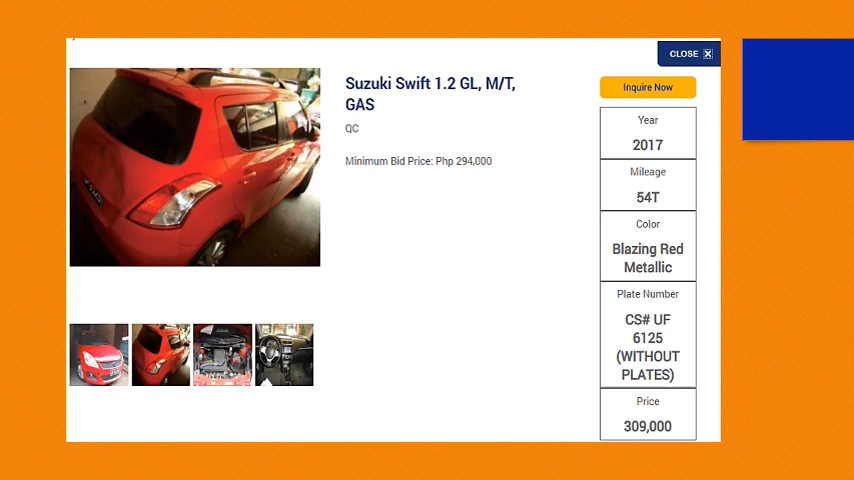 CLOSE
Suzuki Swift 1.2 GL, M/T,
GAS
QC
Minimum Bid Price: Php 294,000
Inquire Now
Year
2017
Mileage
54T
Color
Blazing Red
Metallic
Plate Number
CS# UF
6125
(WITHOUT
PLATES)
Price
309,000